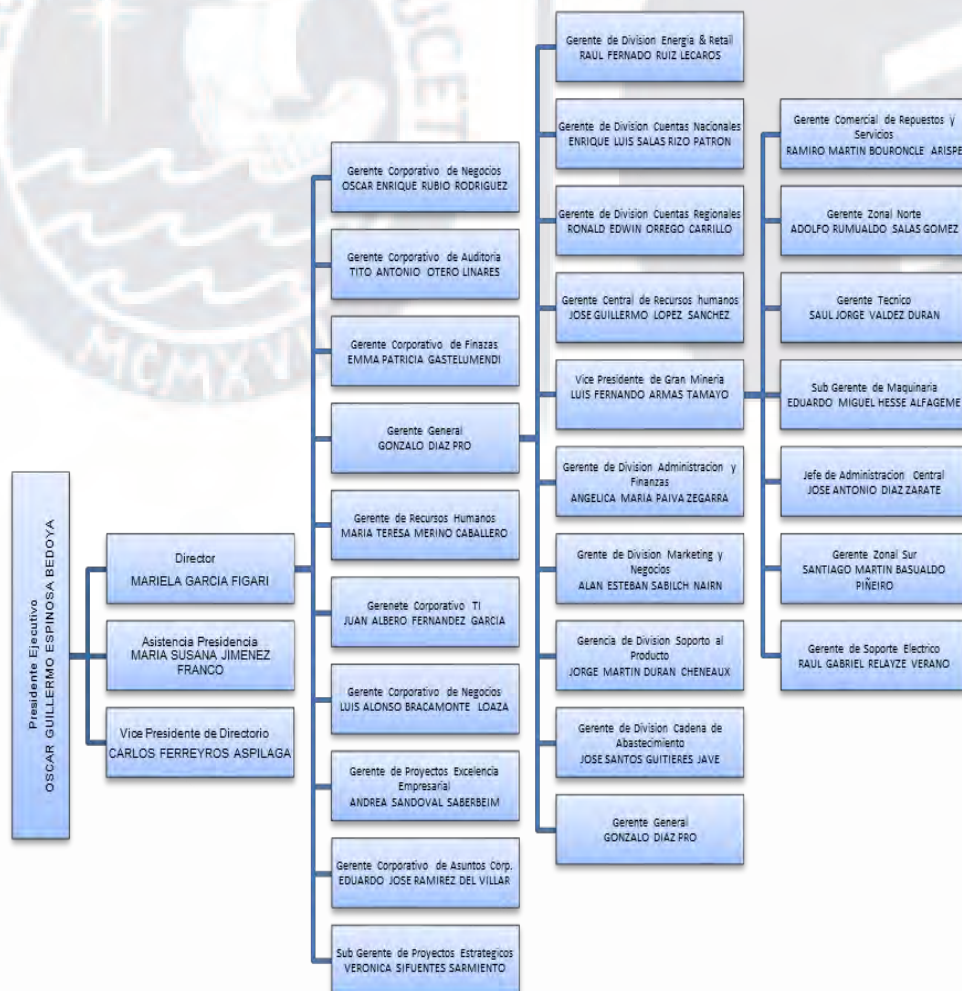 MCMXVII
Presidente Ejecutivo
OSCAR GUILLERMO ESPINOSA BEDOYA
Director
MARIELA GARCIA FIGARI
Asistencia Presidencia
MARIA SUSANA JIMENEZ
FRANCO
Vice Presidente de Directorio
CARLOS FERREYROS ASPILAGA
Gerente Corporativo de Negocios
OSCAR ENRIQUE RUBIO RODRIGUEZ
Gerente Corporativo de Auditoria
TITO ANTONIO OTERO LINARES
Gerente Corporativo de Finazas
EMMA PATRICIA GASTELUMENDI
Gerente General
GONZALO DIAZ PRO
Gerente de Recursos Humanos
MARIA TERESA MERINO CABALLERO
Gerenete Corporativo TI
JUAN ALBERO FERNANDEZ GARCIA
Gerente Corporativo de Negocios
LUIS ALONSO BRACAMONTE LOAZA
Gerente de Proyectos Excelencia
Empresarial
ANDREA SANDOVAL SABERBEIM
Gerente Corporativo de Asuntos Corp.
EDUARDO JOSE RAMIREZ DEL VILLAR
Sub Gerente de Proyectos Estrategicos
VERONICA SIFUENTES SARMIENTO
Gerente de Division Energia & Retail
RAUL FERNADO RUIZ LECAROS
Gerente de Division Cuentas Nacionales
ENRIQUE LUIS SALAS RIZO PATRON
Gerente de Division Cuentas Regionales
RONALD EDWIN ORREGO CARRILLO
Gerente Central de Recursos humanos
JOSE GUILLERMO LOPEZ SANCHEZ
Vice Presidente de Gran Mineria
LUIS FERNANDO ARMAS TAMAYO
Gerente de Division Administracion y
Finanzas
ANGELICA MARIA PAIVA ZEGARRA
Grente de Division Marketing y
Negocios
ALAN ESTEBAN SABILCH NAIRN
Gerencia de Division Soporto al
Producto
JORGE MARTIN DURAN CHENEAUX
Gerente de Division Cadena de
Abastecimiento
JOSE SANTOS GUITIERES JAVE
Gerente General
GONZALO DIAZ PRO
Gerente Comercial de Repuestos y
Servicios
RAMIRO MARTIN BOURONCLE ARISPE
Gerente Zonal Norte
ADOLFO RUMUALDO SALAS GOMEZ
Gerente Tecnico
SAUL JORGE VALDEZ DURAN
Sub Gerente de Maquinaria
EDUARDO MIGUEL HESSE ALFAGEME
Jefe de Administracion Central
JOSE ANTONIO DIAZ ZARATE
Gerente Zonal Sur
SANTIAGO MARTIN BASUALDO
PIÑEIRO
Gerente de Soporte Electrico
RAUL GABRIEL RELAYZE VERANO